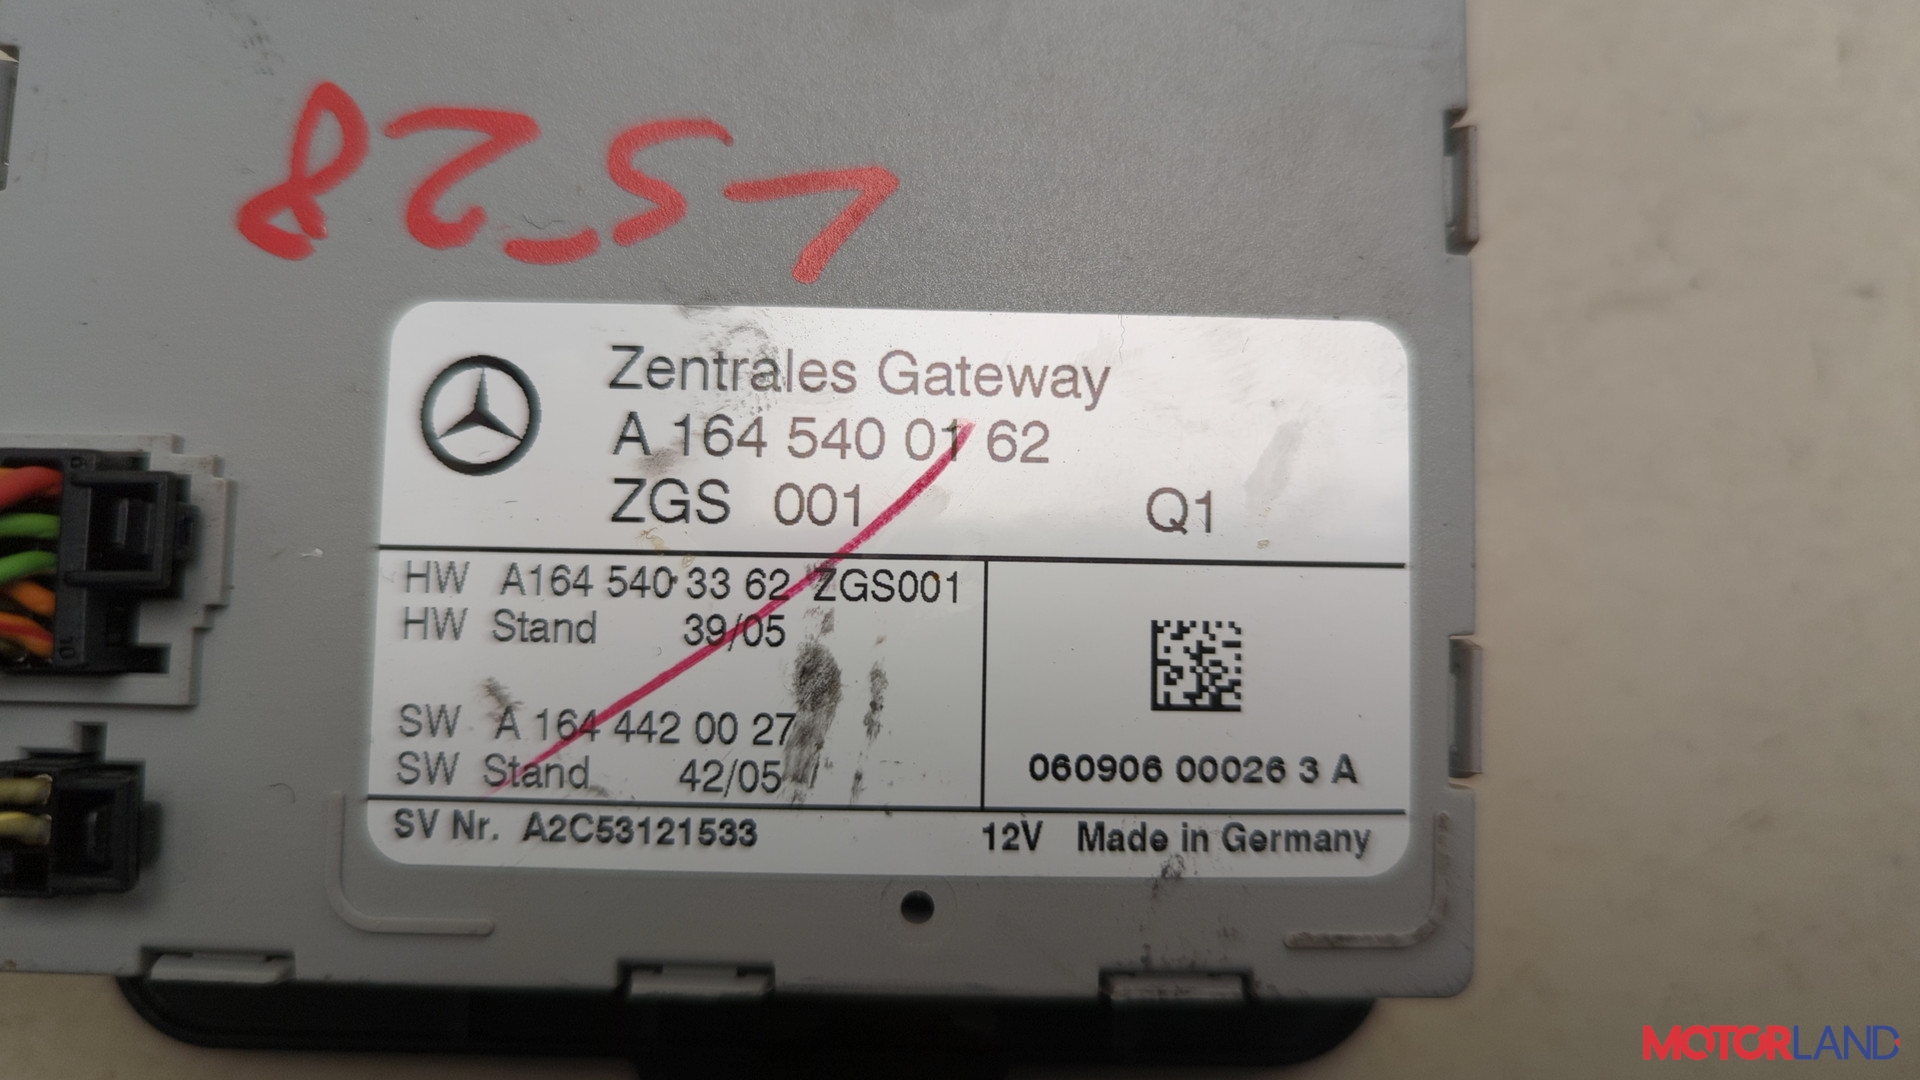 Zentrales Gateway
A 164 540 01 62
ZGS 001 Q1
HW A164 540 33 62 ZGS001
HW Stand 39/05
SW A 164 442 00 27
SW Stand 42/05
060906 00026 3 A
SV Nr. A2C53121533 12V Made in Germany
MOTORLAND